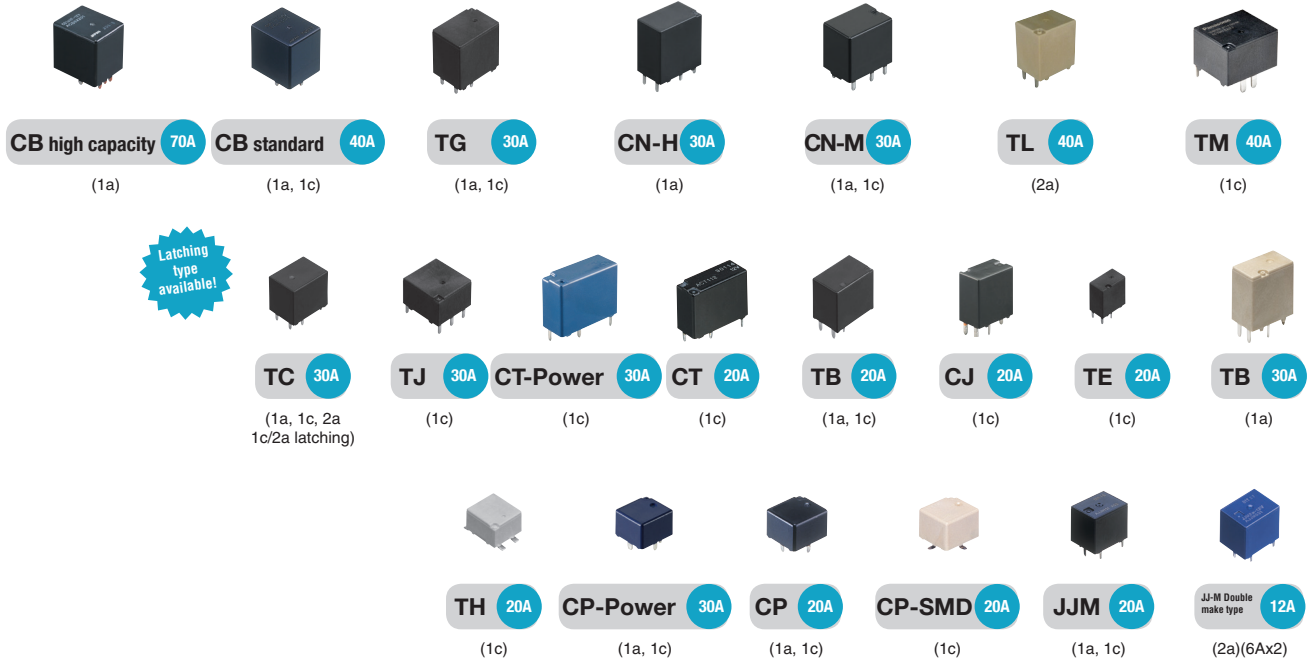 CB high capacity 70A
CB standard 40A
TG 30A
CN-H 30A
CN-M 30A
TL 40A
TM 40A
(1a)
(1a, 1c)
(1a, 1c)
(1a)
(1a, 1c)
(2a)
(1c)
Latching
type
available!
TC 30A
TJ 30A
CT-Power 30A
CT 20A
TB 20A
CJ 20A
TE 20A
TB 30A
(1a, 1c, 2a
1c/2a latching)
(1c)
(1c)
(1c)
(1a, 1c)
(1c)
(1c)
(1a)
TH 20A
CP-Power 30A
CP 20A
CP-SMD 20A
JJM 20A
JJ-M Double
make type 12A
(1c)
(1a, 1c)
(1a, 1c)
(1c)
(1a, 1c)
(2a)(6Ax2)